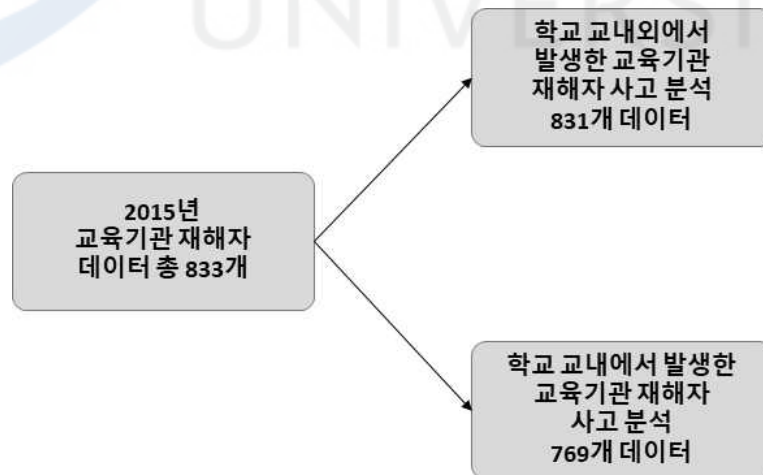 UNIVERSI
학교 교내외에서
발생한 교육기관
재해자 사고 분석
831개 데이터
2015년
교육기관 재해자
데이터 총 833개
학교 교내에서 발생한
교육기관 재해자
사고 분석
769개 데이터